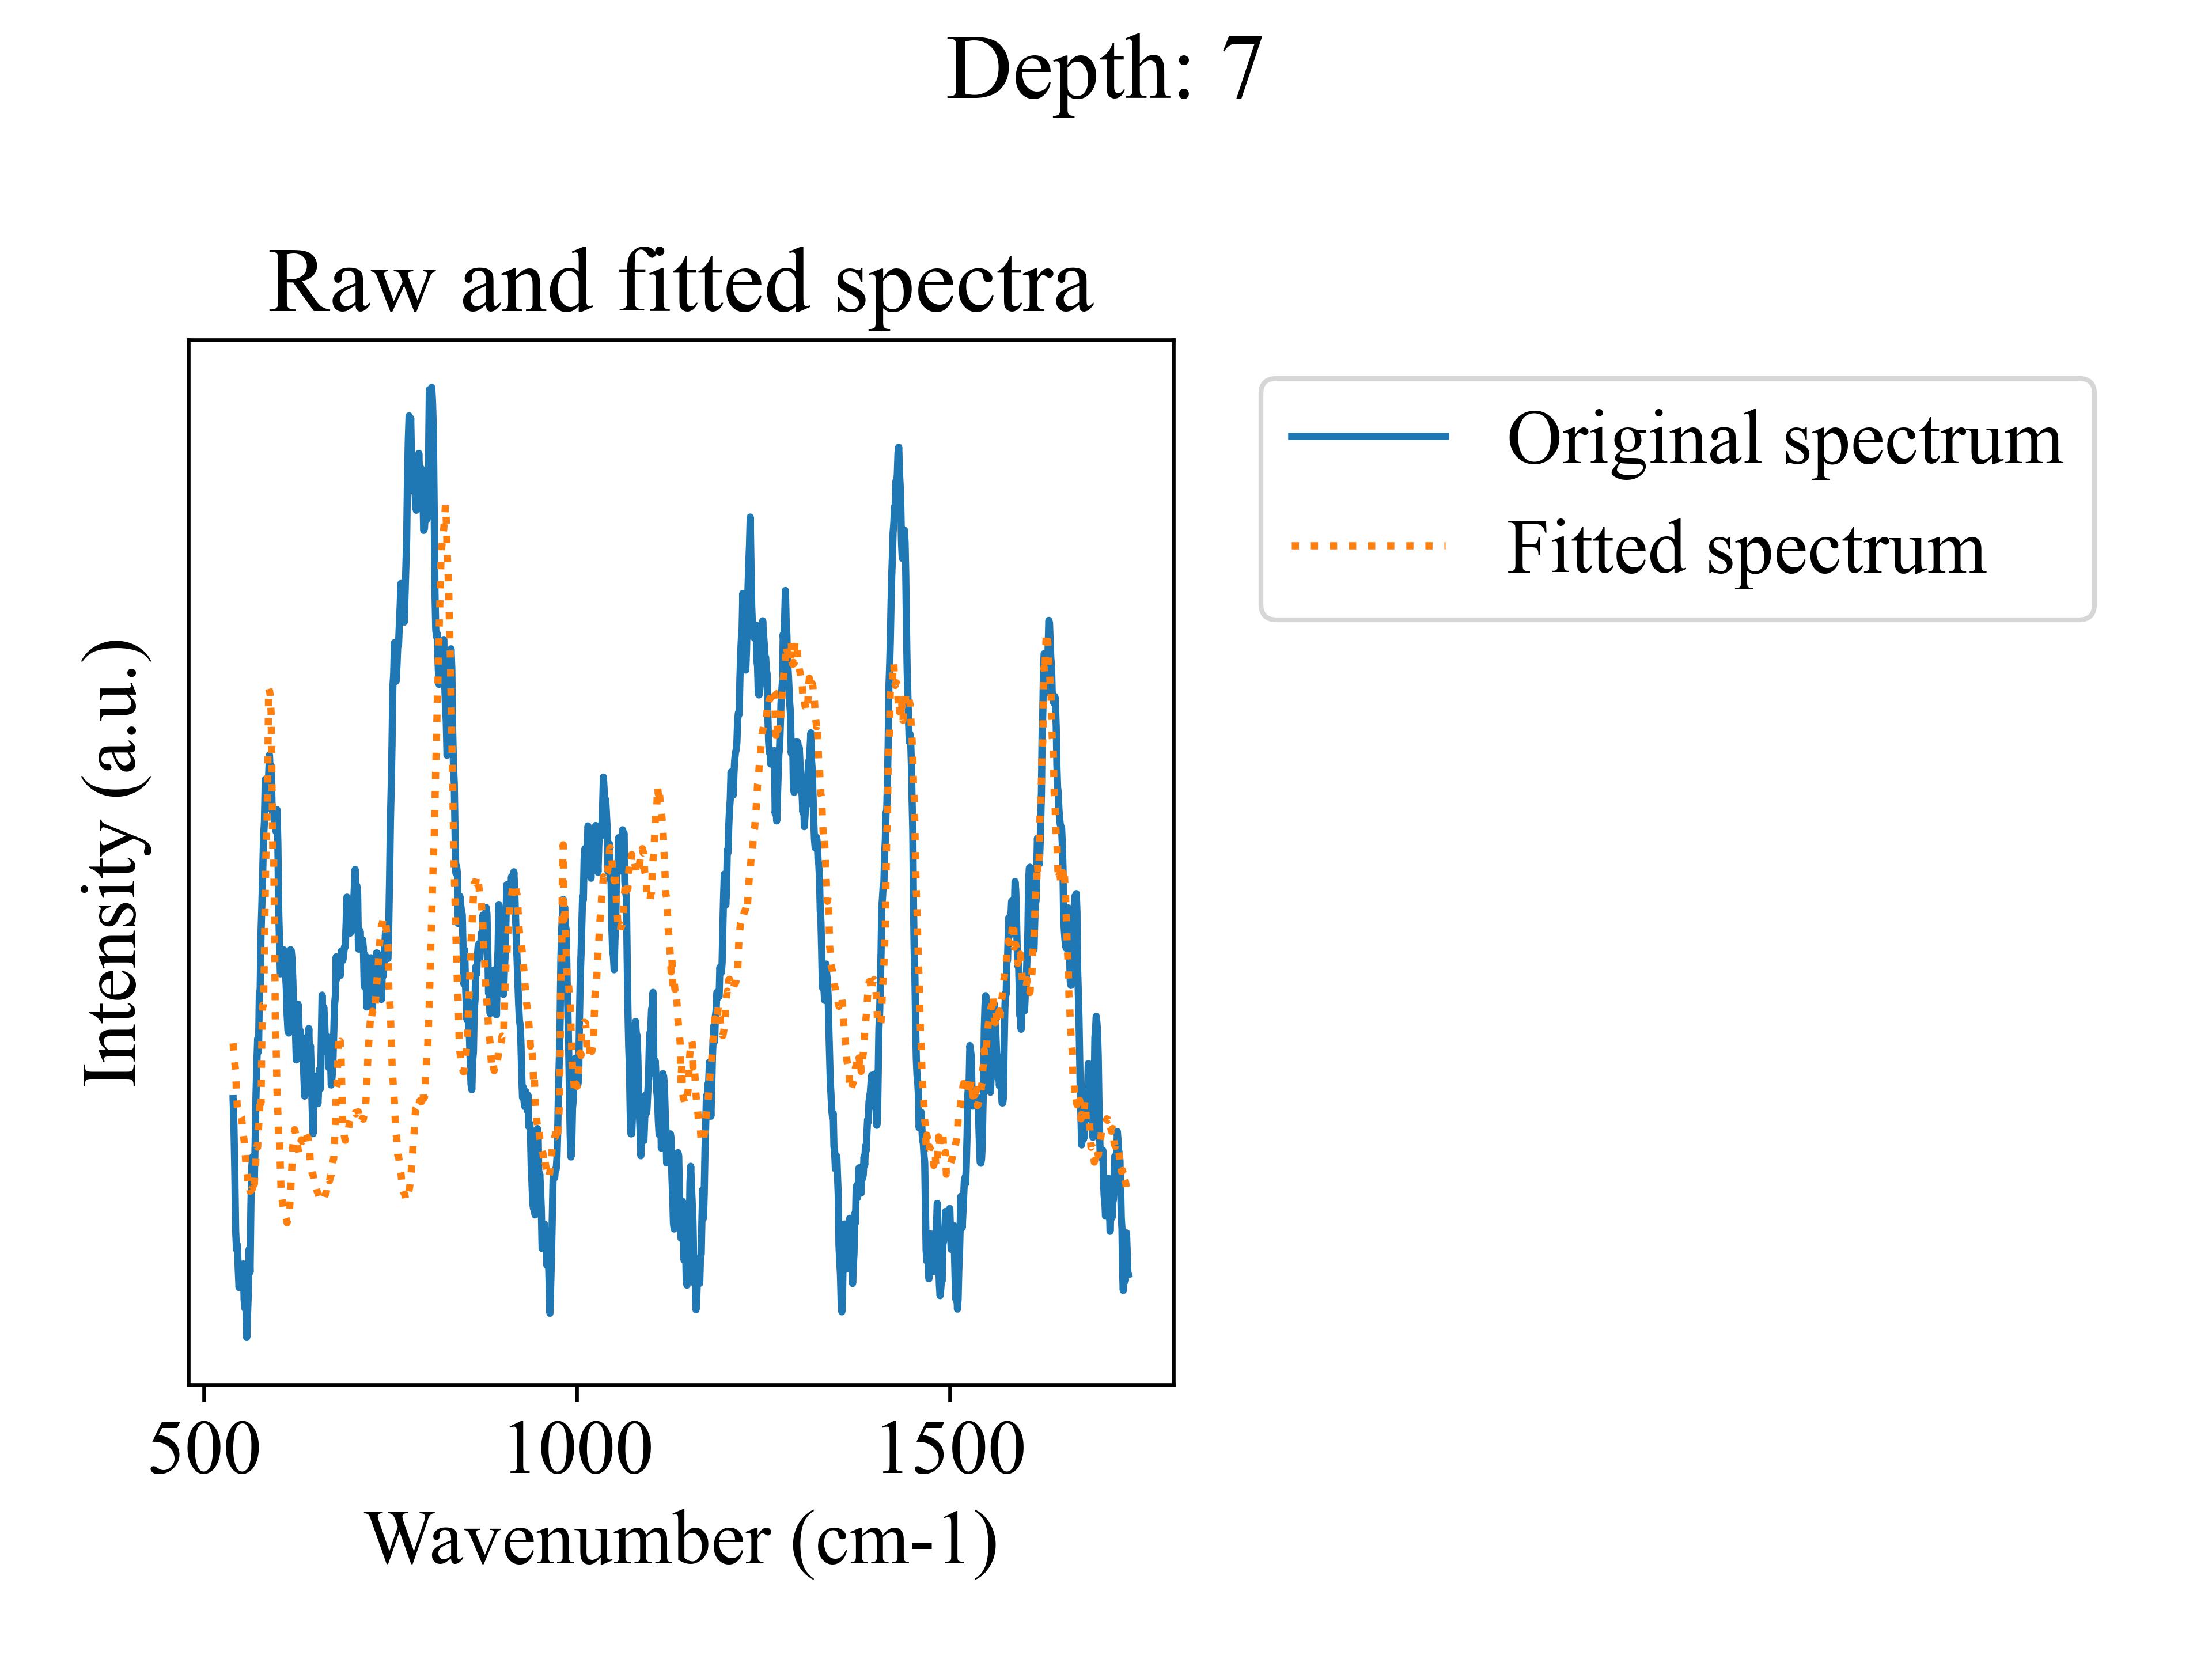 Depth: 7
Raw and fitted spectra
Original spectrum
Fitted spectrum
Intensity (a.u.)
500 1000 1500
Wavenumber (cm-1)